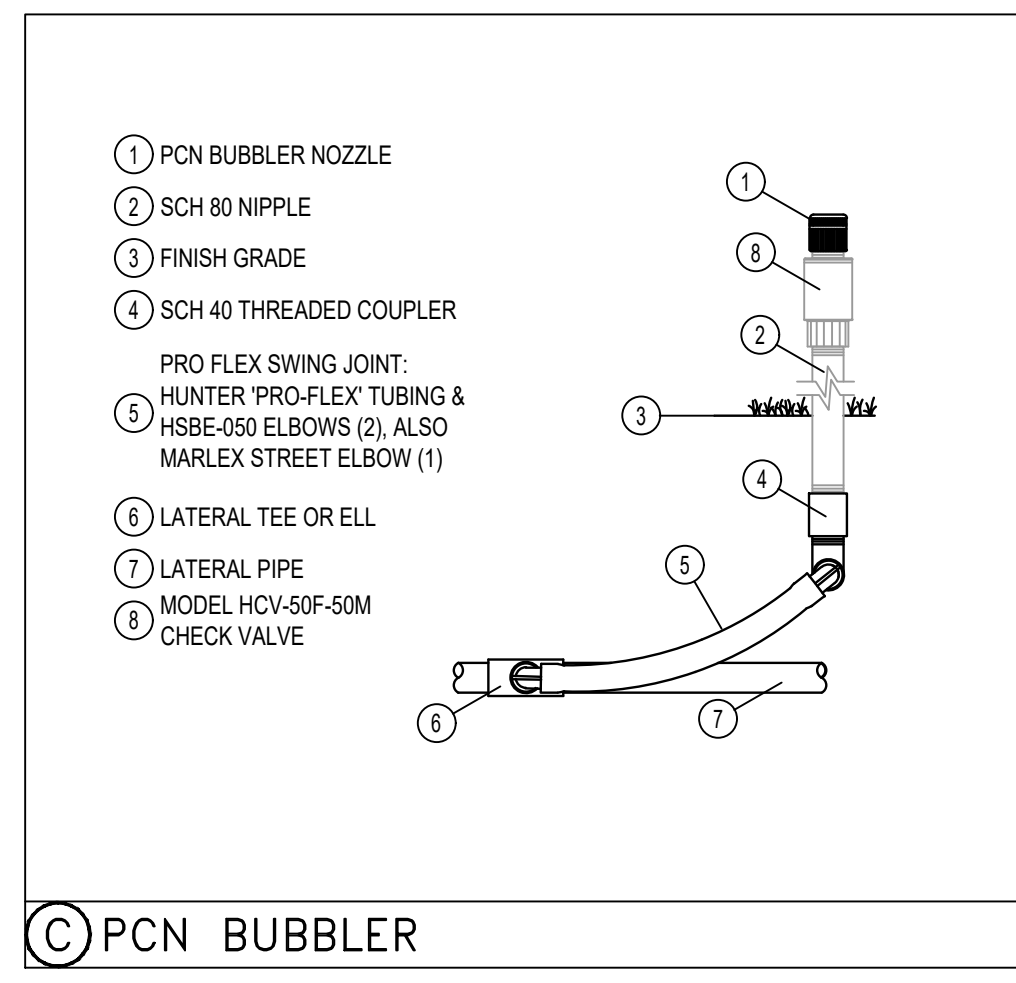 1 PCN BUBBLER NOZZLE
2 SCH 80 NIPPLE
3 FINISH GRADE
4 SCH 40 THREADED COUPLER
PRO FLEX SWING JOINT:
5 HUNTER 'PRO-FLEX' TUBING &
HSBE-050 ELBOWS (2), ALSO
MARLEX STREET ELBOW (1)
6 LATERAL TEE OR ELL
7 LATERAL PIPE
8 MODEL HCV-50F-50M
CHECK VALVE
1
8
2
3
4
5
6
7
C PCN BUBBLER